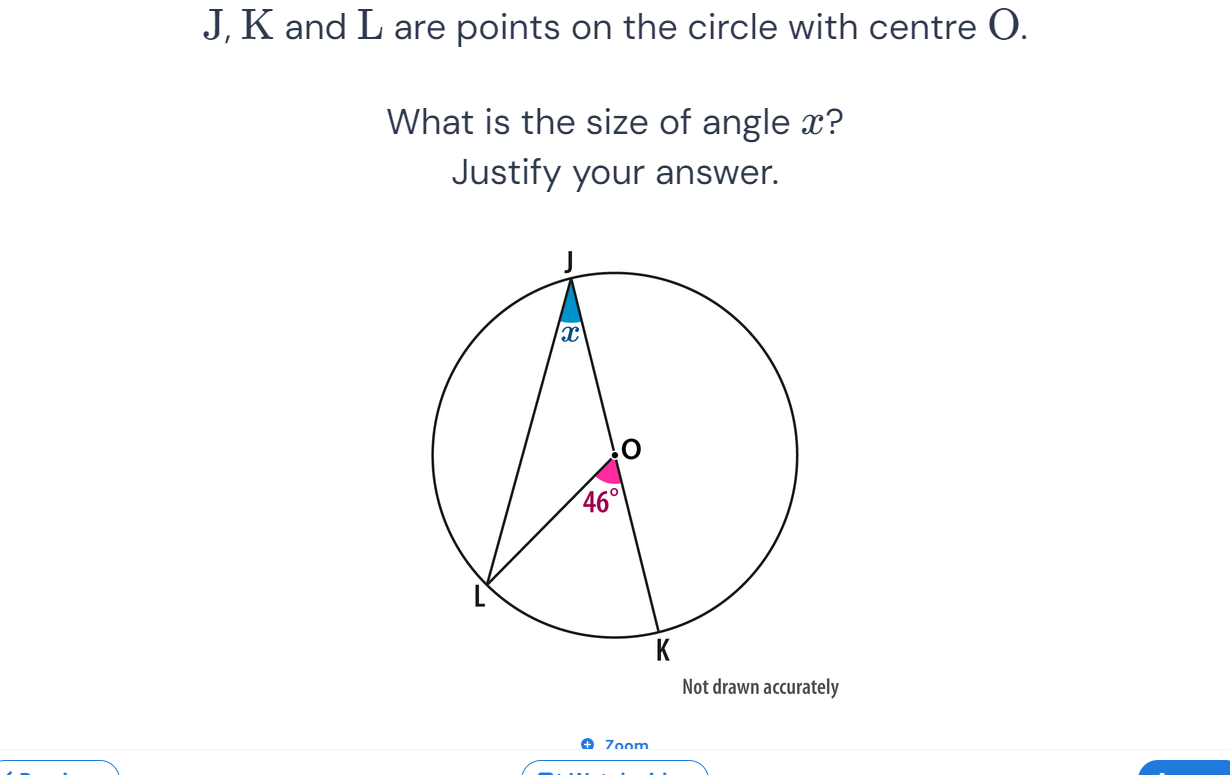 J, K and L are points on the circle with centre O.
What is the size of angle x?
Justify your answer.
J
x
O
46°
L
K
Not drawn accurately
Zoom